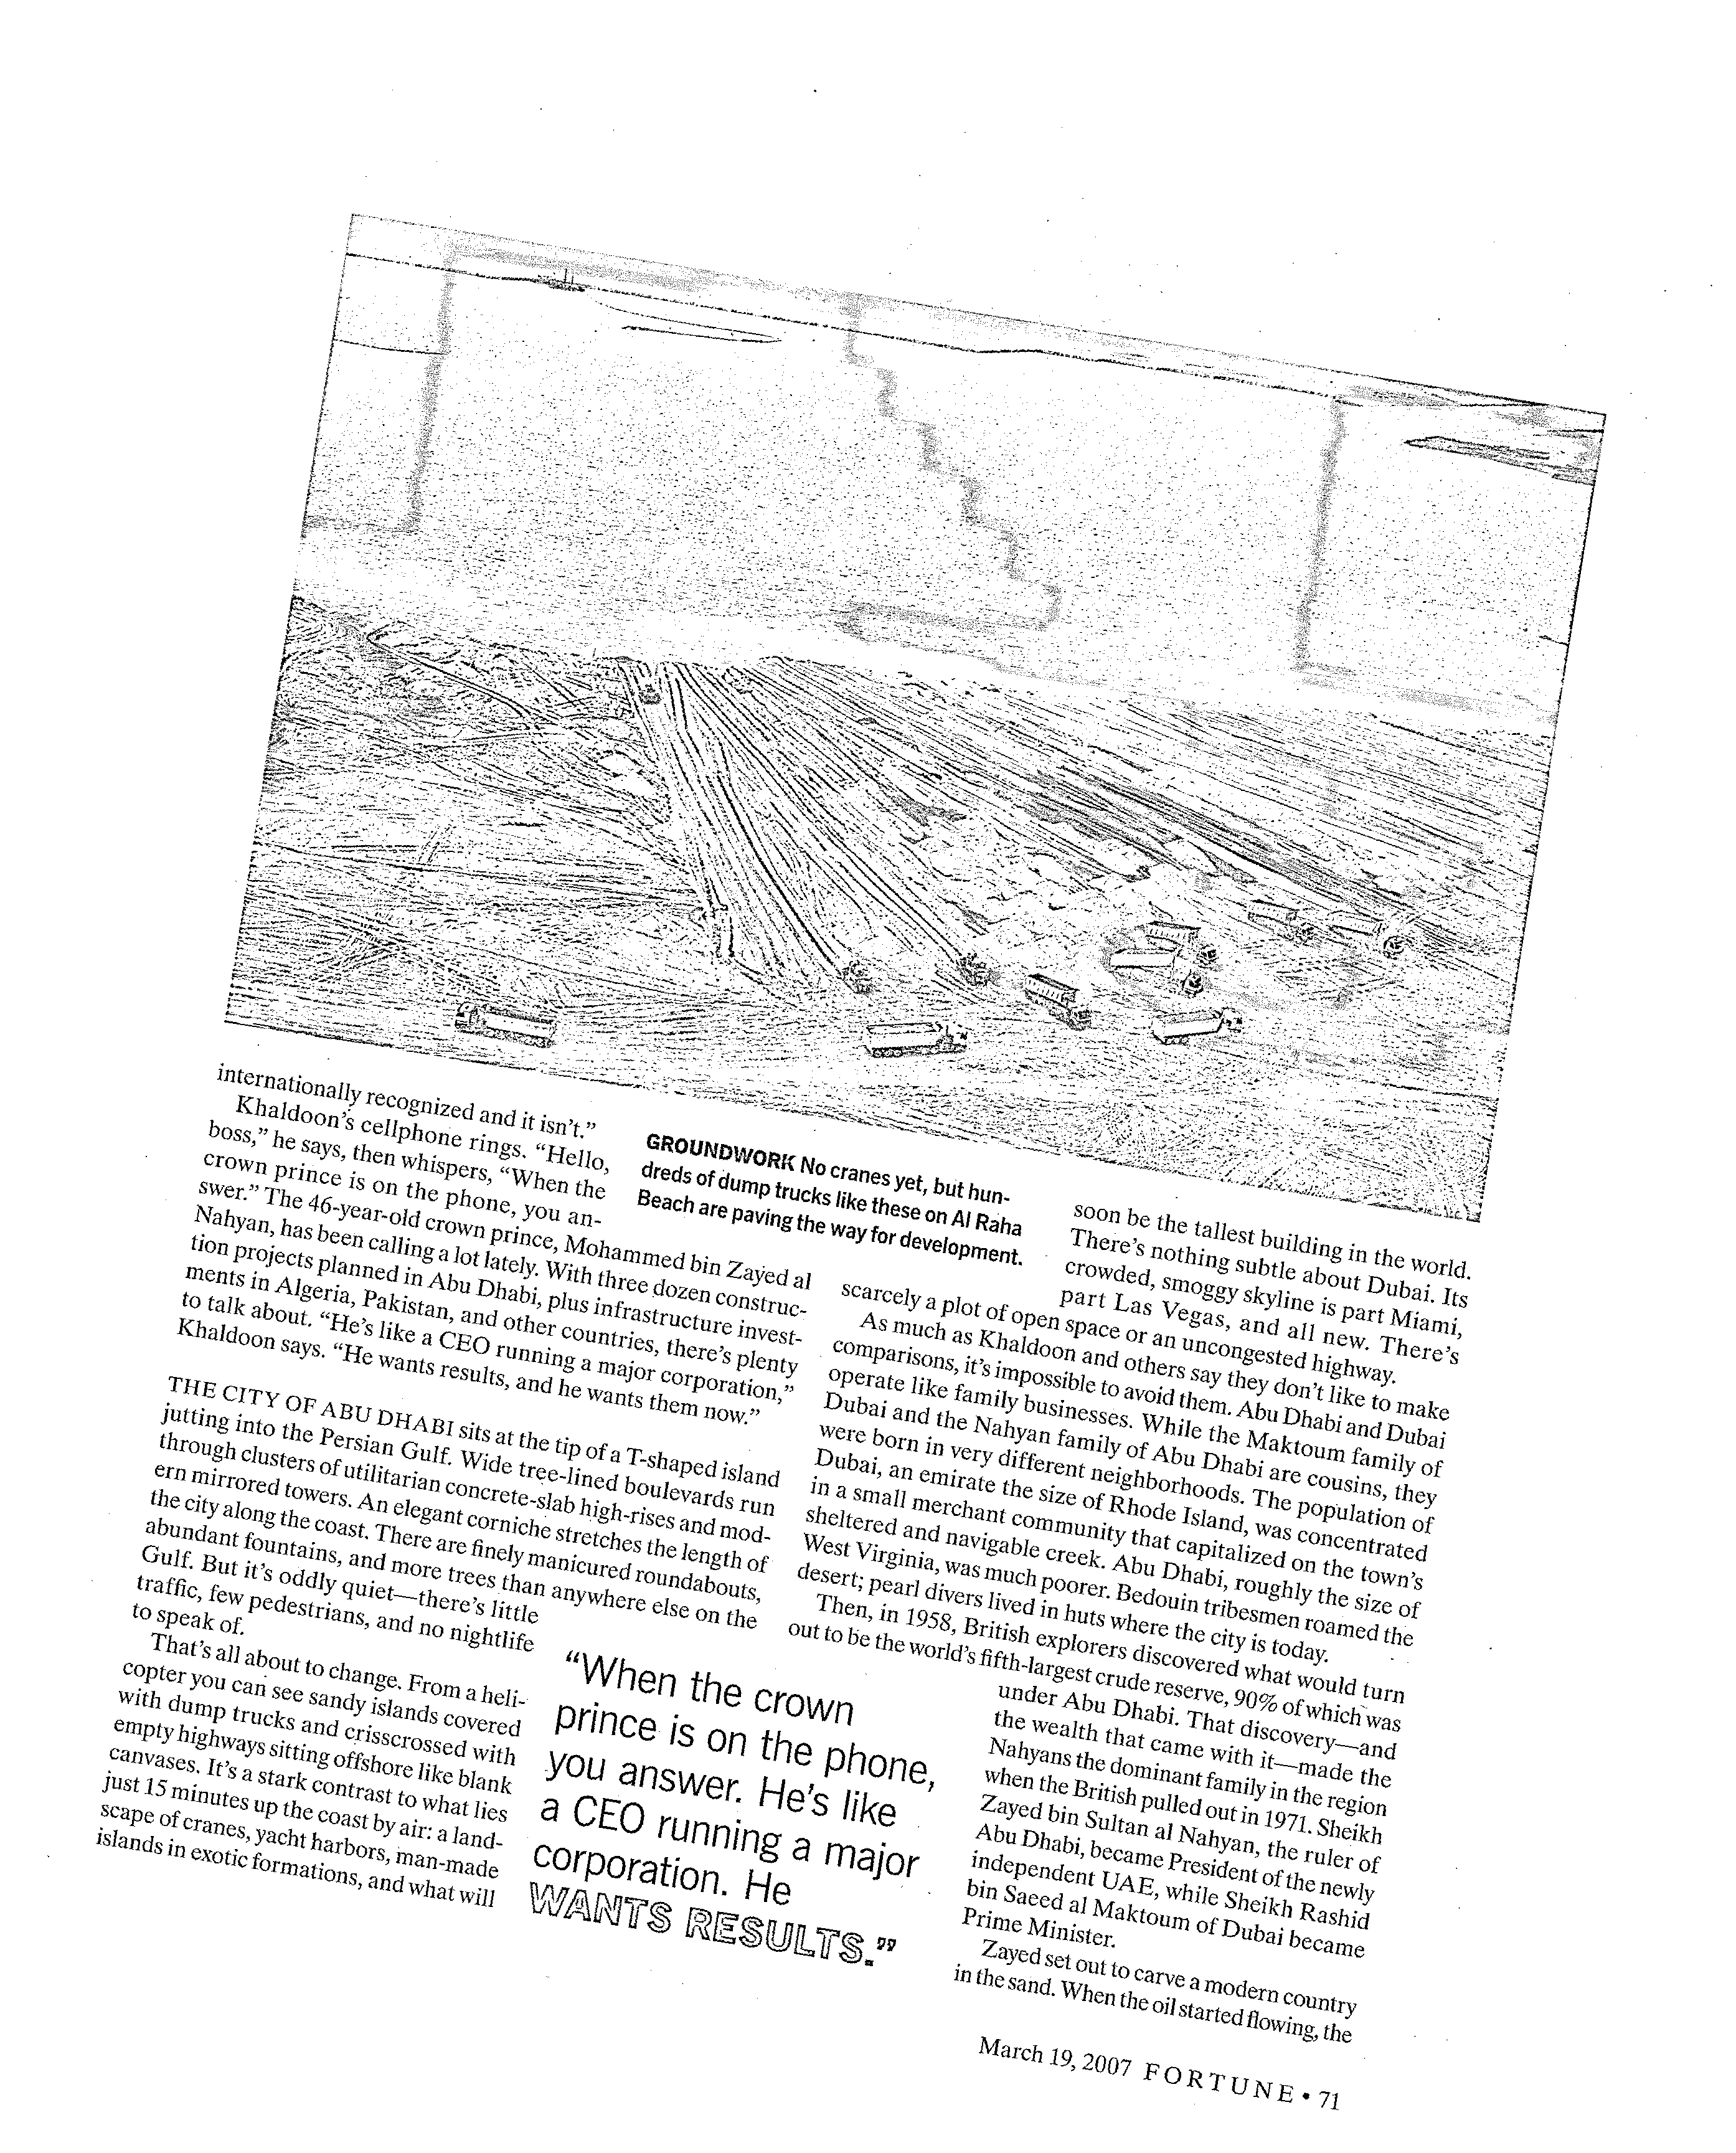 internationally recognized and it isn't."
Khaldoon's cellphone rings. "Hello,
boss," he says, then whispers, "When the
crown prince is on the phone, you an-
swer." The 46-year-old crown prince, Mohammed bin Zayed al
Nahyan, has been calling a lot lately. With three dozen construc-
tion projects planned in Abu Dhabi, plus infrastructure invest-
ments in Algeria, Pakistan, and other countries, there's plenty
to talk about. "He's like a CEO running a major corporation,"
Khaldoon says. "He wants results, and he wants them now."
THE CITY OF ABU DHABI sits at the tip of a T-shaped island
jutting into the Persian Gulf. Wide tree-lined boulevards run
through clusters of utilitarian concrete-slab high-rises and mod-
ern mirrored towers. An elegant corniche stretches the length of
the city along the coast. There are finely manicured roundabouts,
abundant fountains, and more trees than anywhere else on the
Gulf. But it's oddly quiet—there's little
traffic, few pedestrians, and no nightlife
to speak of.
That's all about to change. From a heli-
copter you can see sandy islands covered
with dump trucks and crisscrossed with
empty highways sitting offshore like blank
canvases. It's a stark contrast to what lies
just 15 minutes up the coast by air: a land-
scape of cranes, yacht harbors, man-made
islands in exotic formations, and what will
GROUNDWORK No cranes yet, but hun-
dreds of dump trucks like these on Al Raha
Beach are paving the way for development.
"When the crown
prince is on the phone,
you answer. He's like
a CEO running a major
corporation. He
WANTS RESULTS."
soon be the tallest building in the world.
There's nothing subtle about Dubai. Its
crowded, smoggy skyline is part Miami,
part Las Vegas, and all new. There's
scarcely a plot of open space or an uncongested highway.
As much as Khaldoon and others say they don't like to make
comparisons, it's impossible to avoid them. Abu Dhabi and Dubai
operate like family businesses. While the Maktoum family of
Dubai and the Nahyan family of Abu Dhabi are cousins, they
were born in very different neighborhoods. The population of
Dubai, an emirate the size of Rhode Island, was concentrated
in a small merchant community that capitalized on the town's
sheltered and navigable creek. Abu Dhabi, roughly the size of
West Virginia, was much poorer. Bedouin tribesmen roamed the
desert; pearl divers lived in huts where the city is today.
Then, in 1958, British explorers discovered what would turn
out to be the world's fifth-largest crude reserve, 90% of which was
under Abu Dhabi. That discovery—and
the wealth that came with it—made the
Nahyans the dominant family in the region
when the British pulled out in 1971. Sheikh
Zayed bin Sultan al Nahyan, the ruler of
Abu Dhabi, became President of the newly
independent UAE, while Sheikh Rashid
bin Saeed al Maktoum of Dubai became
Prime Minister.
Zayed set out to carve a modern country
in the sand. When the oil started flowing, the
March 19, 2007 FORTUNE • 71